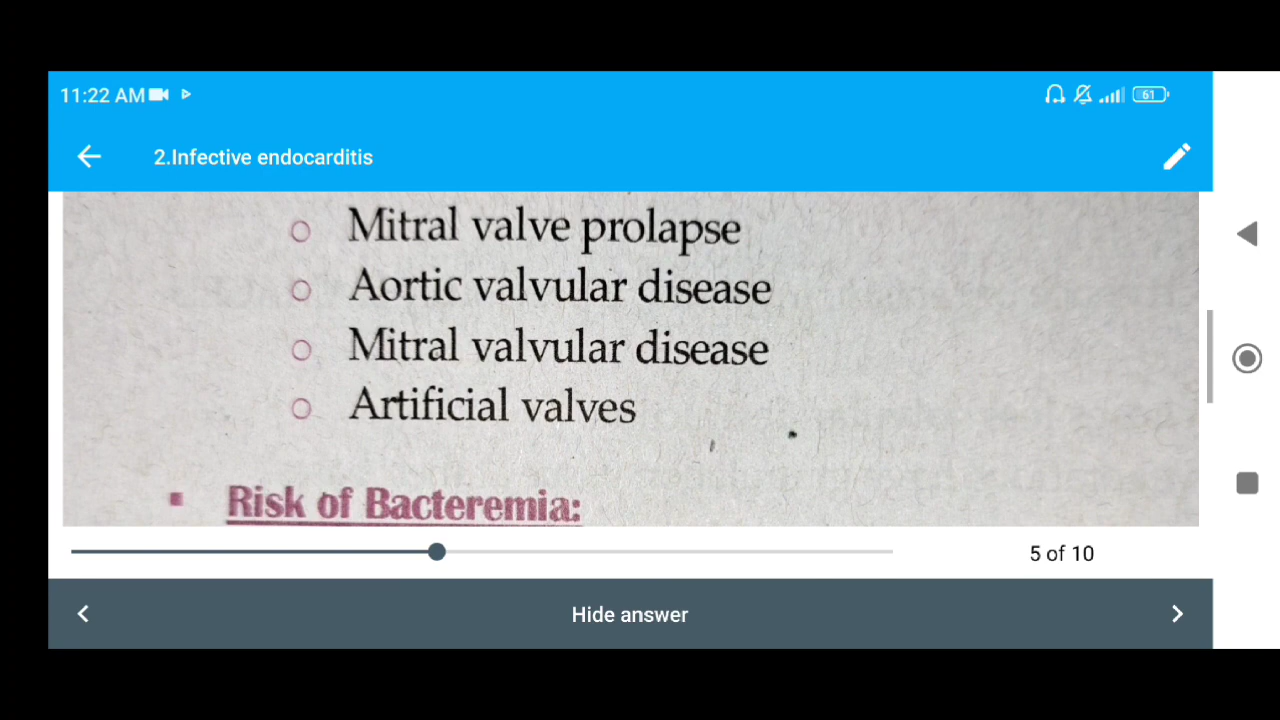 11:22 AM
61
2.Infective endocarditis
Mitral valve prolapse
Aortic valvular disease
Mitral valvular disease
Artificial valves
Risk of Bacteremia:
5 of 10
Hide answer